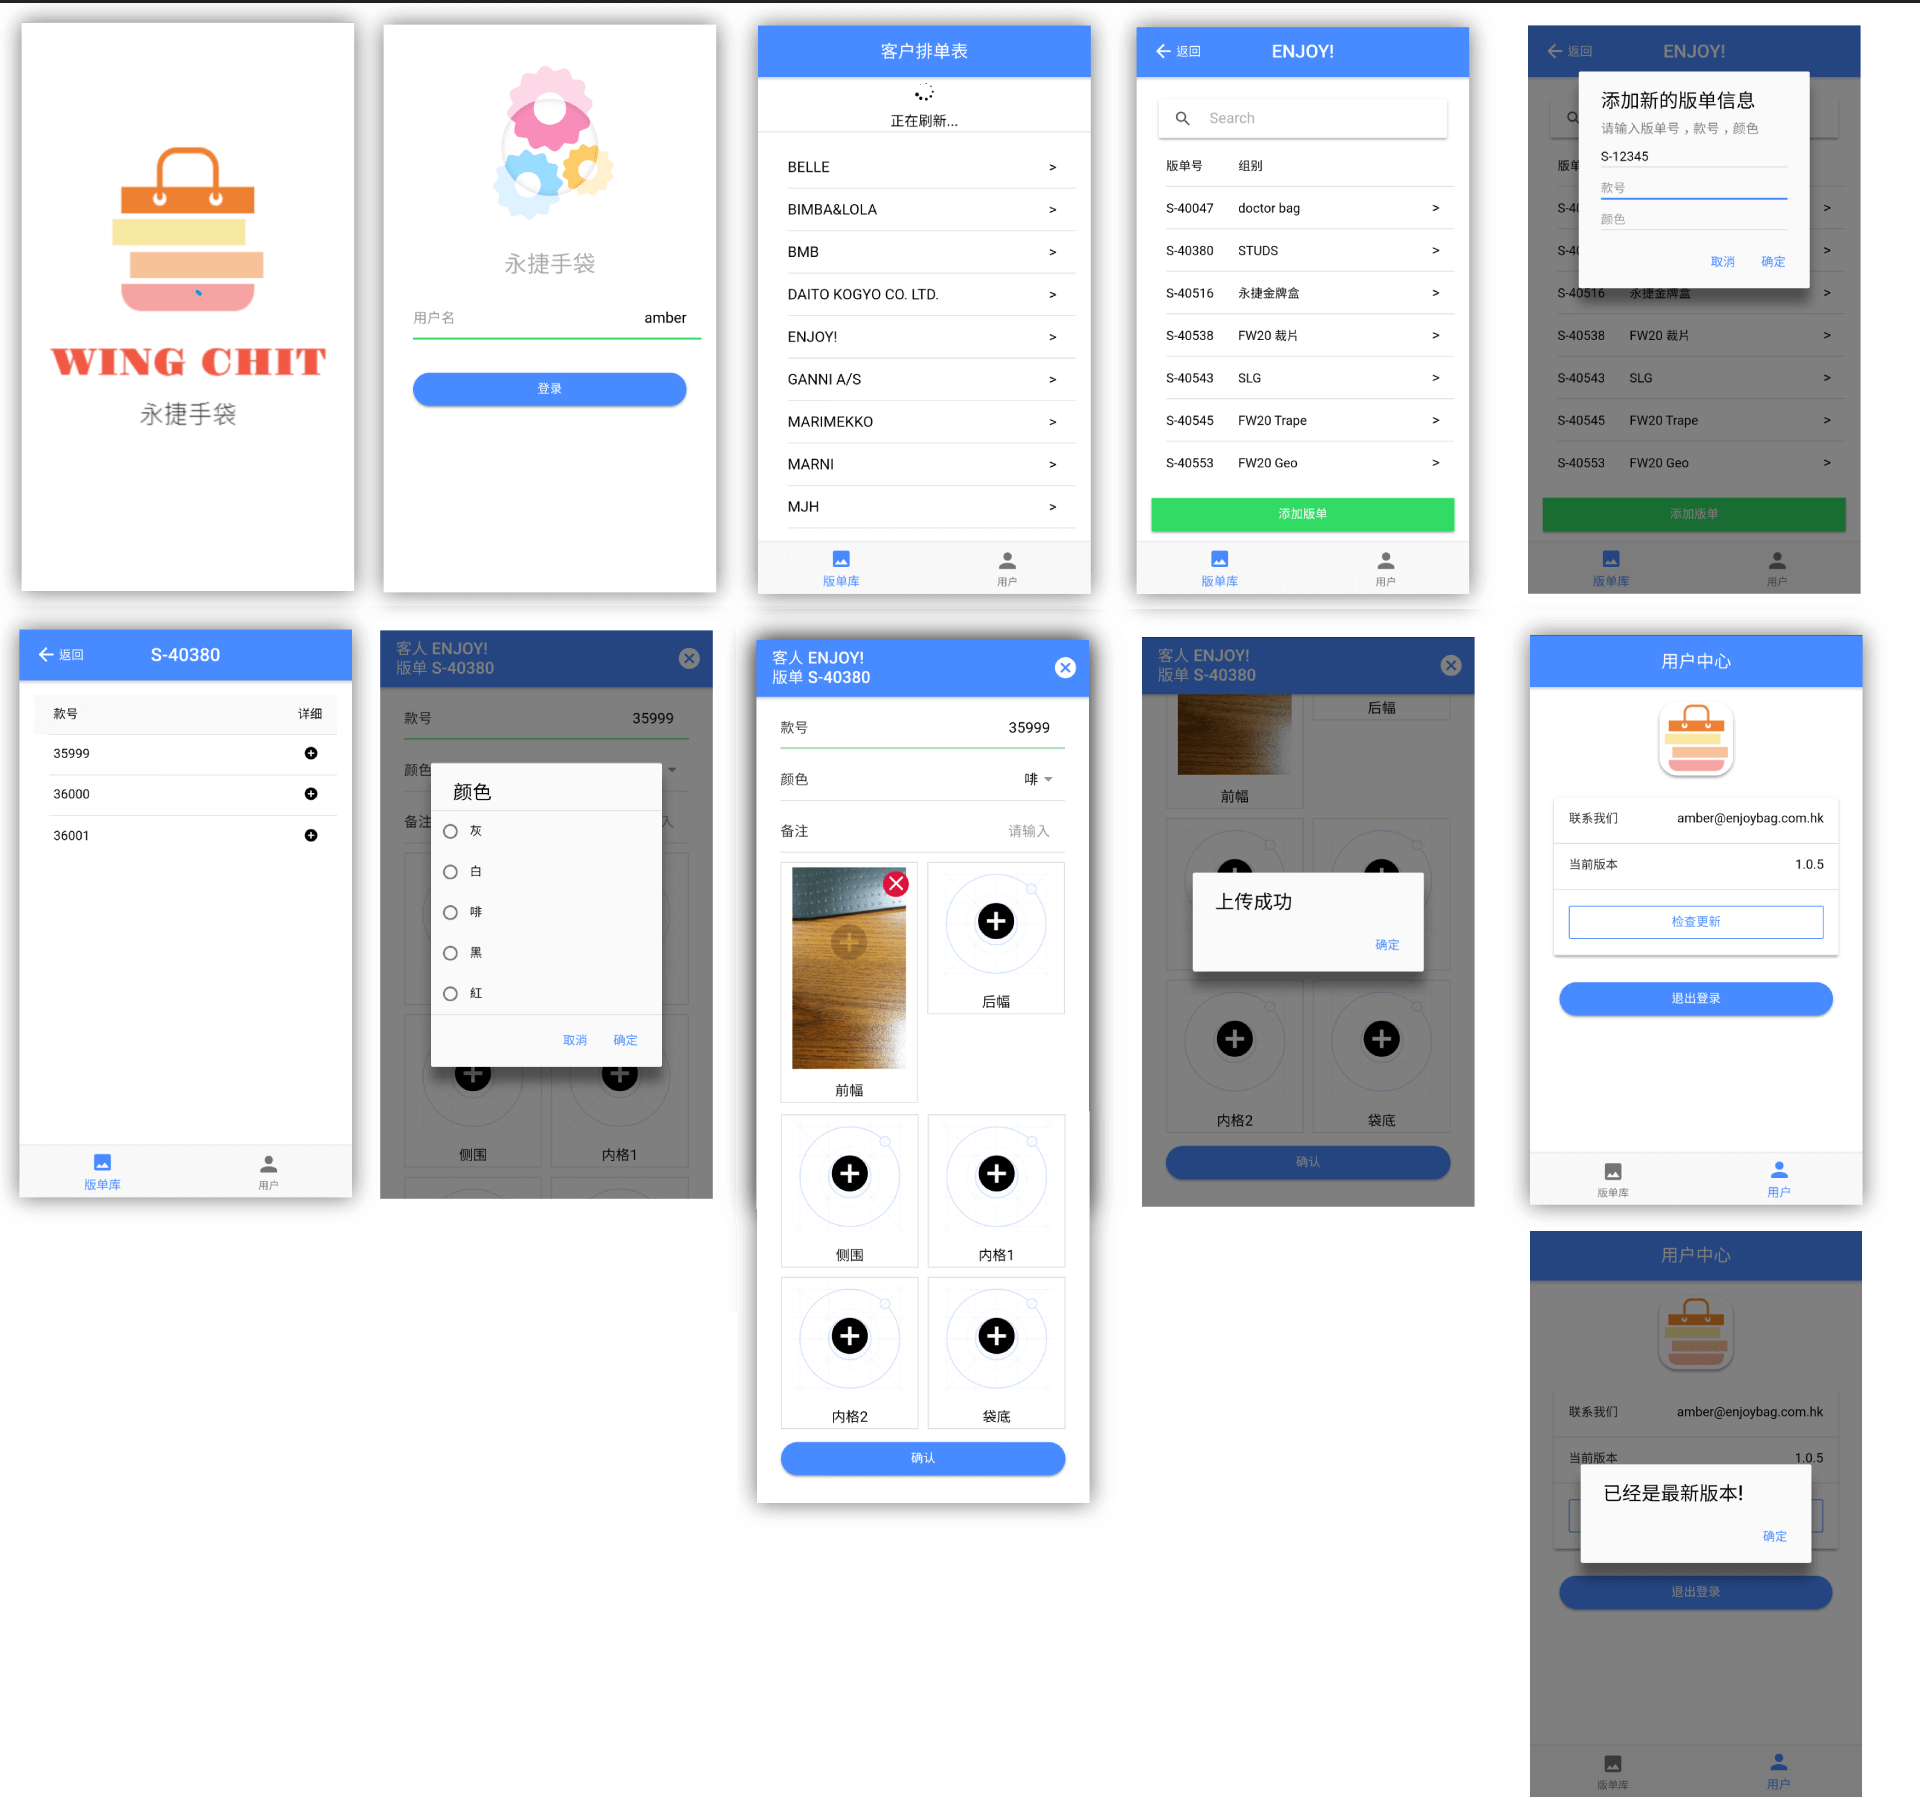 WING CHIT
永捷手袋
永捷手袋
用户名 amber
登录
客户排单表
正在刷新...
BELLE >
BIMBA&LOLA >
BMB >
DAITO KOGYO CO. LTD. >
ENJOY! >
GANNI A/S >
MARIMEKKO >
MARNI >
MJH >
版单库 用户
返回 ENJOY!
Search
版单号 组别
S-40047 doctor bag >
S-40380 STUDS >
S-40516 永捷金牌盒 >
S-40538 FW20 裁片 >
S-40543 SLG >
S-40545 FW20 Trape >
S-40553 FW20 Geo >
添加版单
版单库 用户
返回 ENJOY!
添加新的版单信息
请输入版单号，款号，颜色
S-12345
款号
颜色
取消 确定
版单
S-40 >
S-4 >
S-40516 永捷金牌盒 >
S-40538 FW20 裁片 >
S-40543 SLG >
S-40545 FW20 Trape >
S-40553 FW20 Geo >
添加版单
版单库 用户
返回 S-40380
款号 详细
35999
36000
36001
版单库 用户
客人 ENJOY!
版单 S-40380
款号 35999
颜色
备注 入
颜色
灰
白
啡
黑
紅
取消 确定
侧围 内格1
客人 ENJOY!
版单 S-40380
款号 35999
颜色 啡
备注 请输入
后幅
前幅
侧围 内格1
内格2 袋底
确认
客人 ENJOY!
版单 S-40380
后幅
前幅
上传成功
确定
内格2 袋底
确认
用户中心
联系我们 amber@enjoybag.com.hk
当前版本 1.0.5
检查更新
退出登录
版单库 用户
用户中心
联系我们 amber@enjoybag.com.hk
当前版本 1.0.5
已经是最新版本!
确定
退出登录
版单库 用户